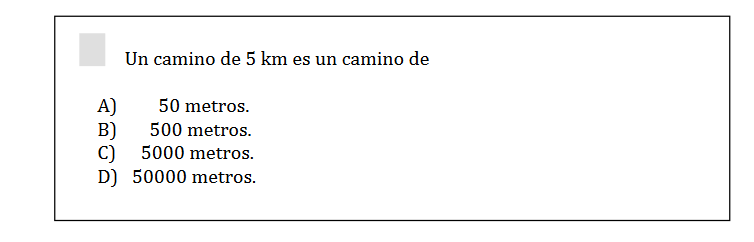 Un camino de 5 km es un camino de
A) 50 metros.
B) 500 metros.
C) 5000 metros.
D) 50000 metros.